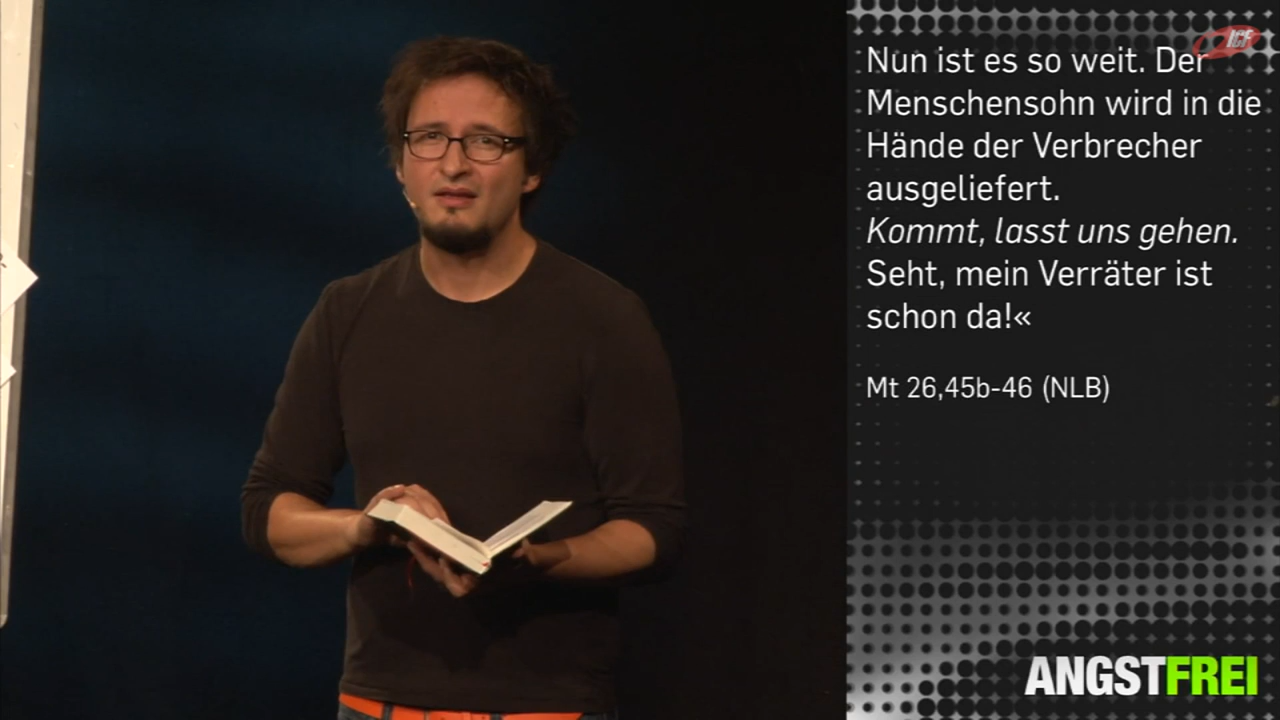 ICF
Nun ist es so weit. Der
Menschensohn wird in die
Hände der Verbrecher
ausgeliefert.
Kommt, lasst uns gehen.
Seht, mein Verräter ist
schon da!«
Mt 26,45b-46 (NLB)
ANGSTFREI